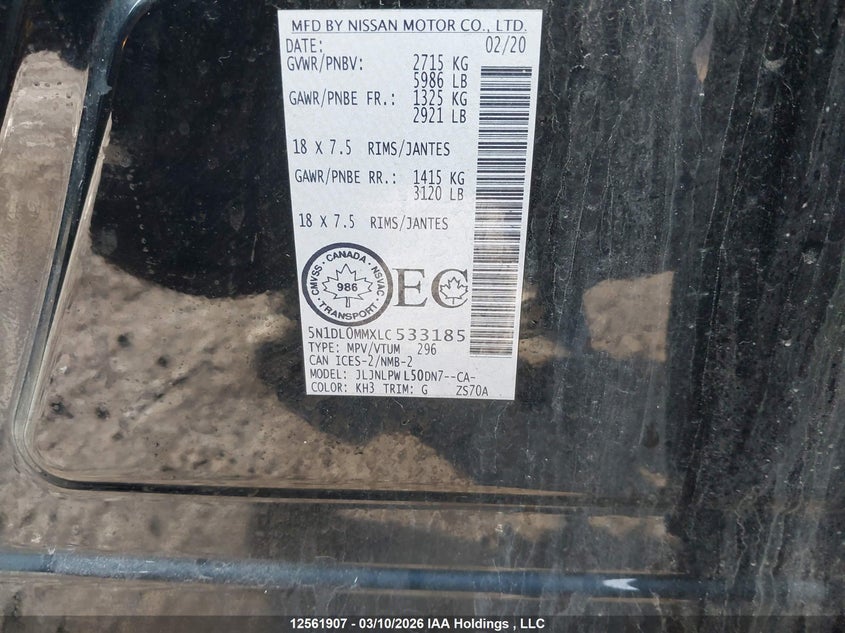 MFD BY NISSAN MOTOR CO., LTD.
DATE: 02/20
GVWR/PNBV: 2715 KG
5986 LB
GAWR/PNBE FR.: 1325 KG
2921 LB
18 X 7.5 RIMS/JANTES
GAWR/PNBE RR.: 1415 KG
3120 LB
18 X 7.5 RIMS/JANTES
CMVSS · CANADA · NSVAC
986
· TRANSPORT ·
EC
5N1DL0MMXLC533185
TYPE: MPV/VTUM 296
CAN ICES-2/NMB-2
MODEL: JLJNLPW L50DN7--CA-
COLOR: KH3 TRIM: G ZS70A
12561907 - 03/10/2026 IAA Holdings , LLC